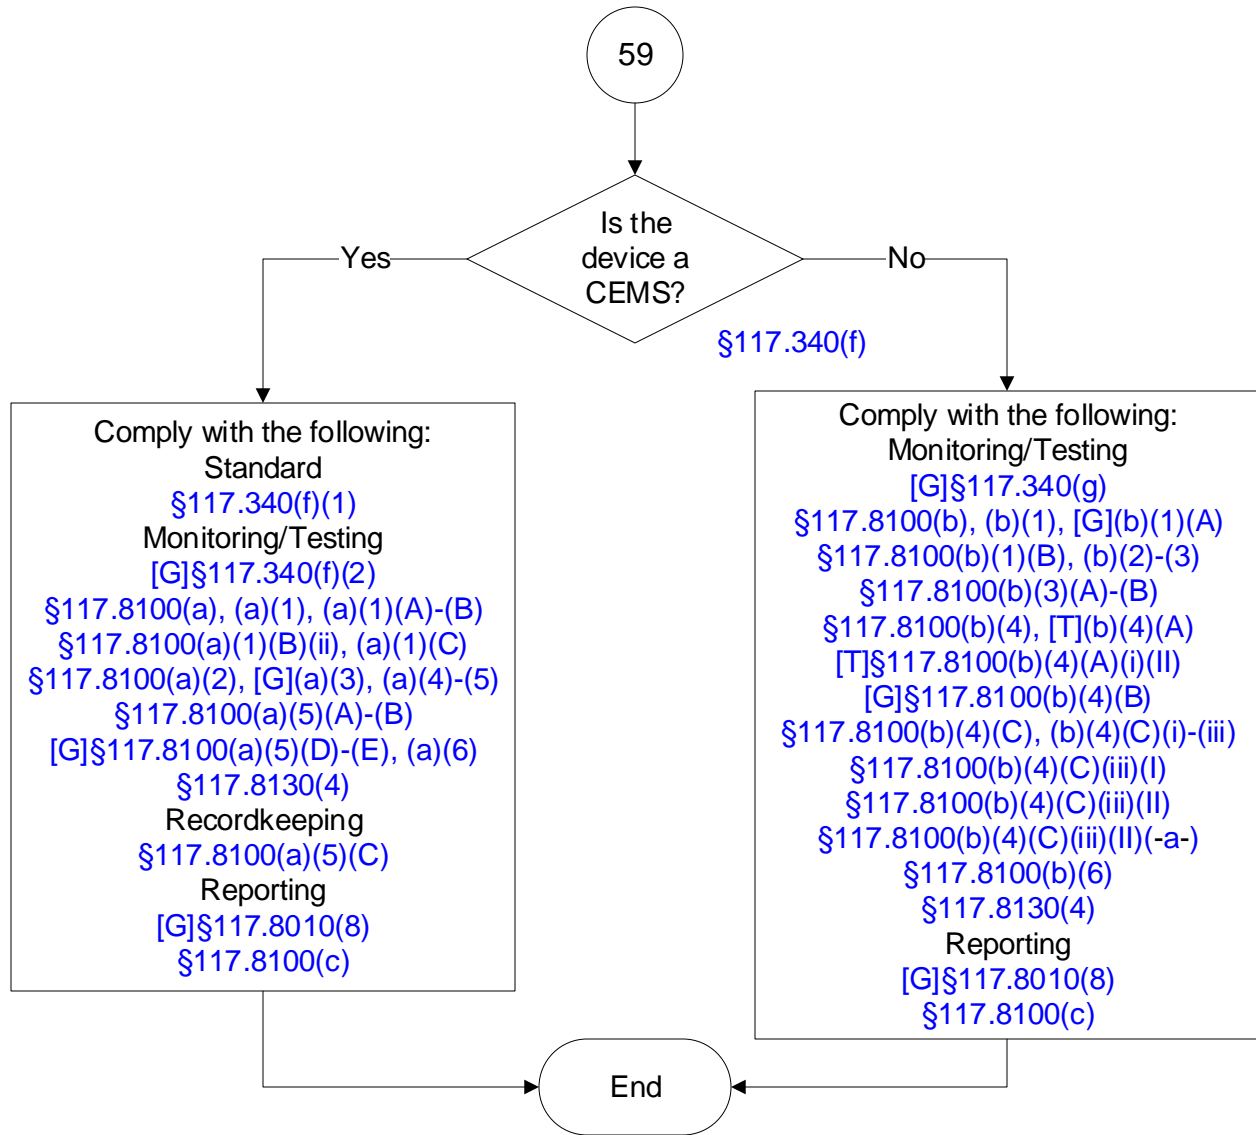 59
Is the
device a
CEMS?
Yes
No
§117.340(f)
Comply with the following:
Standard
§117.340(f)(1)
Monitoring/Testing
[G]§117.340(f)(2)
§117.8100(a), (a)(1), (a)(1)(A)-(B)
§117.8100(a)(1)(B)(ii), (a)(1)(C)
§117.8100(a)(2), [G](a)(3), (a)(4)-(5)
§117.8100(a)(5)(A)-(B)
[G]§117.8100(a)(5)(D)-(E), (a)(6)
§117.8130(4)
Recordkeeping
§117.8100(a)(5)(C)
Reporting
[G]§117.8010(8)
§117.8100(c)
Comply with the following:
Monitoring/Testing
[G]§117.340(g)
§117.8100(b), (b)(1), [G](b)(1)(A)
§117.8100(b)(1)(B), (b)(2)-(3)
§117.8100(b)(3)(A)-(B)
§117.8100(b)(4), [T](b)(4)(A)
[T]§117.8100(b)(4)(A)(i)(II)
[G]§117.8100(b)(4)(B)
§117.8100(b)(4)(C), (b)(4)(C)(i)-(iii)
§117.8100(b)(4)(C)(iii)(I)
§117.8100(b)(4)(C)(iii)(II)
§117.8100(b)(4)(C)(iii)(II)(-a-)
§117.8100(b)(6)
§117.8130(4)
Reporting
[G]§117.8010(8)
§117.8100(c)
End